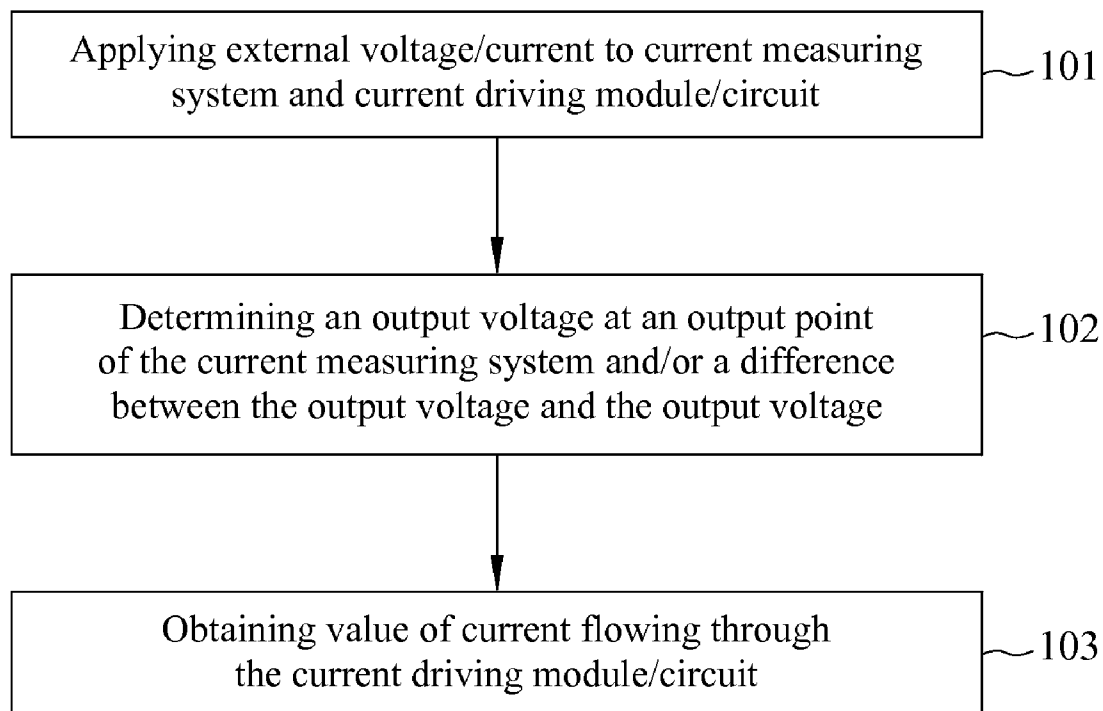 Applying external voltage/current to current measuring
system and current driving module/circuit
101
Determining an output voltage at an output point
of the current measuring system and/or a difference
between the output voltage and the output voltage
102
Obtaining value of current flowing through
the current driving module/circuit
103